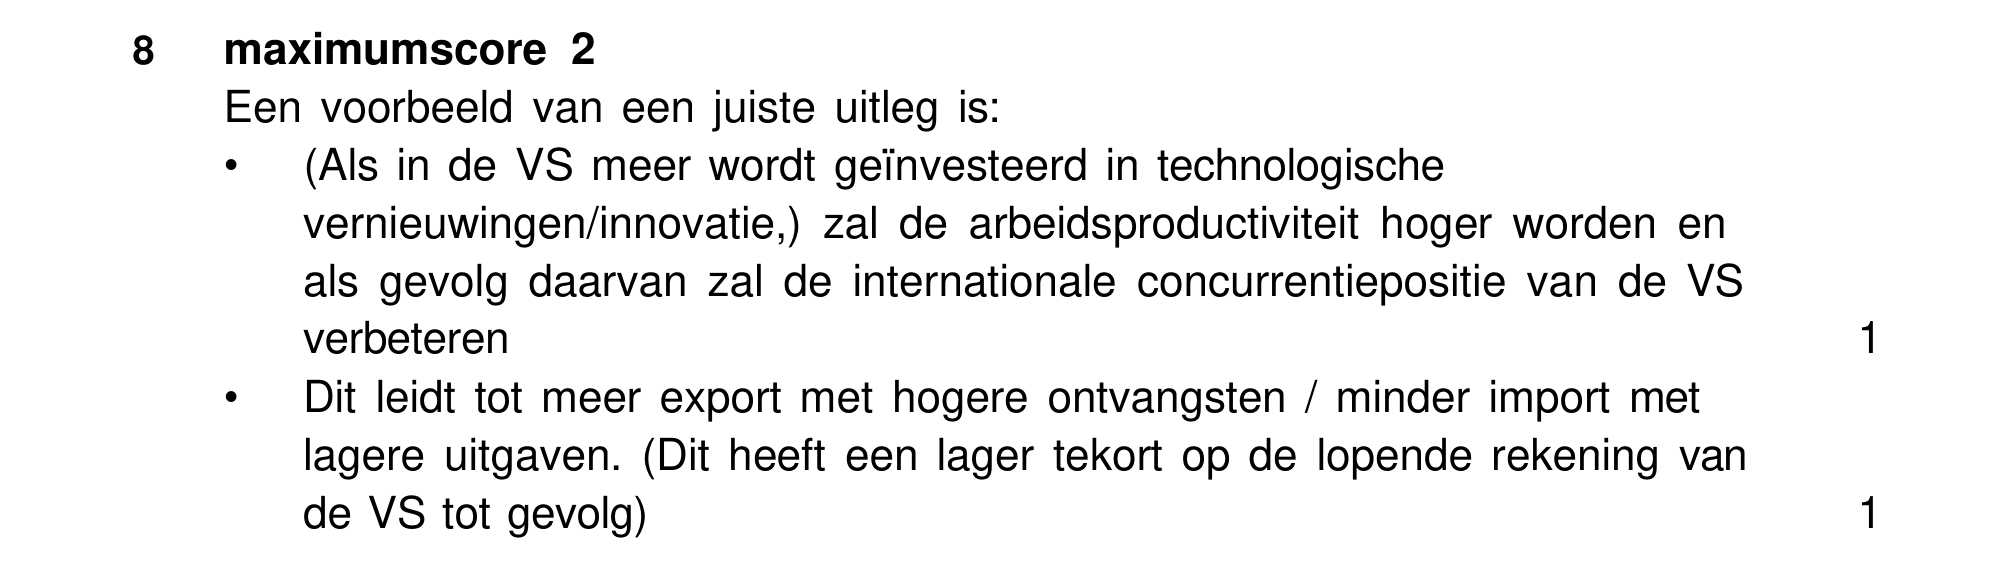 8 maximumscore 2
Een voorbeeld van een juiste uitleg is:
• (Als in de VS meer wordt geïnvesteerd in technologische
vernieuwingen/innovatie,) zal de arbeidsproductiviteit hoger worden en
als gevolg daarvan zal de internationale concurrentiepositie van de VS
verbeteren 1
• Dit leidt tot meer export met hogere ontvangsten / minder import met
lagere uitgaven. (Dit heeft een lager tekort op de lopende rekening van
de VS tot gevolg) 1